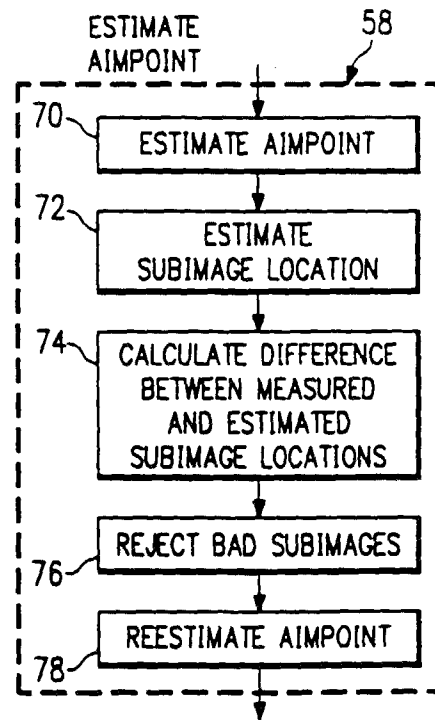 ESTIMATE
AIMPOINT
58
70
ESTIMATE AIMPOINT
72
ESTIMATE
SUBIMAGE LOCATION
74
CALCULATE DIFFERENCE
BETWEEN MEASURED
AND ESTIMATED
SUBIMAGE LOCATIONS
REJECT BAD SUBIMAGES
76
REESTIMATE AIMPOINT
78